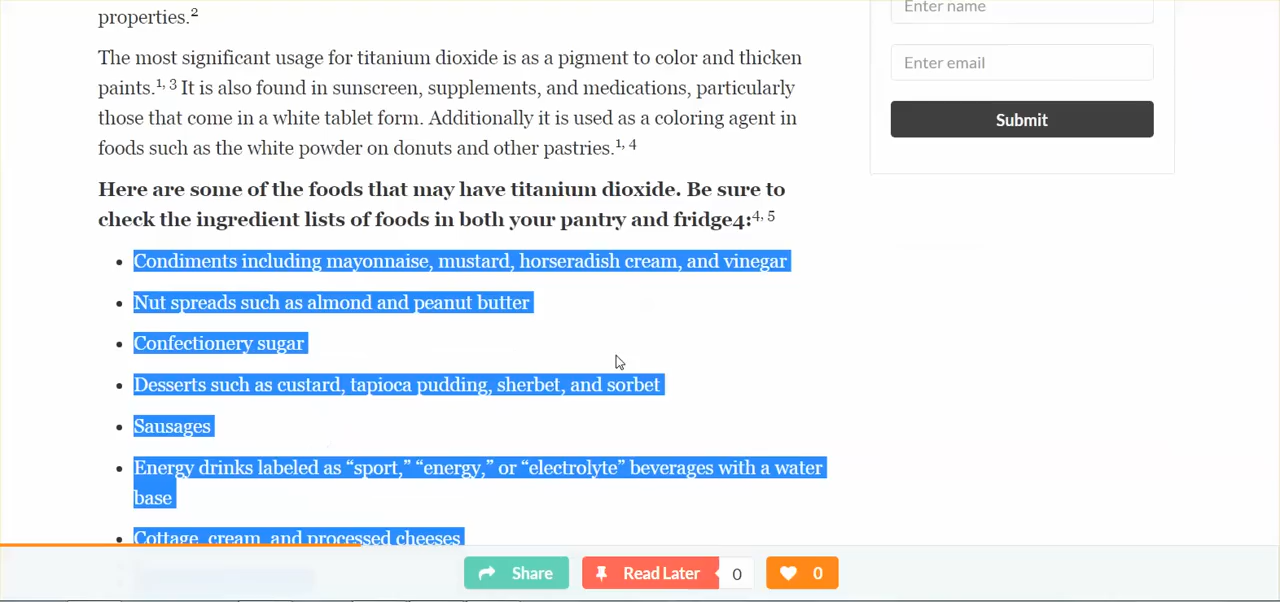 properties.2
The most significant usage for titanium dioxide is as a pigment to color and thicken
paints.1, 3 It is also found in sunscreen, supplements, and medications, particularly
those that come in a white tablet form. Additionally it is used as a coloring agent in
foods such as the white powder on donuts and other pastries.1, 4
Here are some of the foods that may have titanium dioxide. Be sure to
check the ingredient lists of foods in both your pantry and fridge4:4, 5
• Condiments including mayonnaise, mustard, horseradish cream, and vinegar
• Nut spreads such as almond and peanut butter
• Confectionery sugar
• Desserts such as custard, tapioca pudding, sherbet, and sorbet
• Sausages
• Energy drinks labeled as “sport,” “energy,” or “electrolyte” beverages with a water
base
• Cottage, cream, and processed cheeses
Enter name
Enter email
Submit
Share
Read Later
0
0